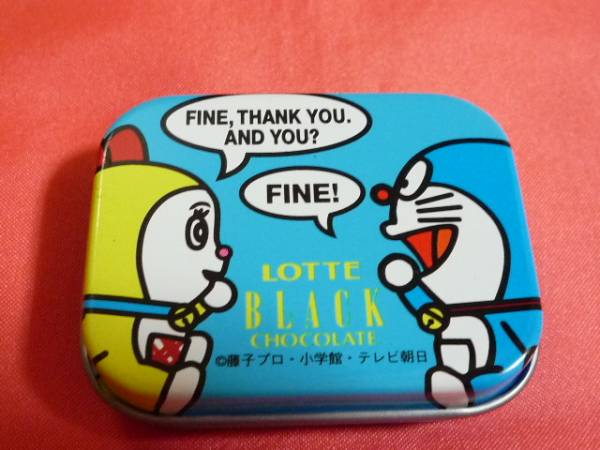 FINE, THANK YOU.
AND YOU?
FINE!
LOTTE
BLACK
CHOCOLATE
©藤子プロ・小学館・テレビ朝日